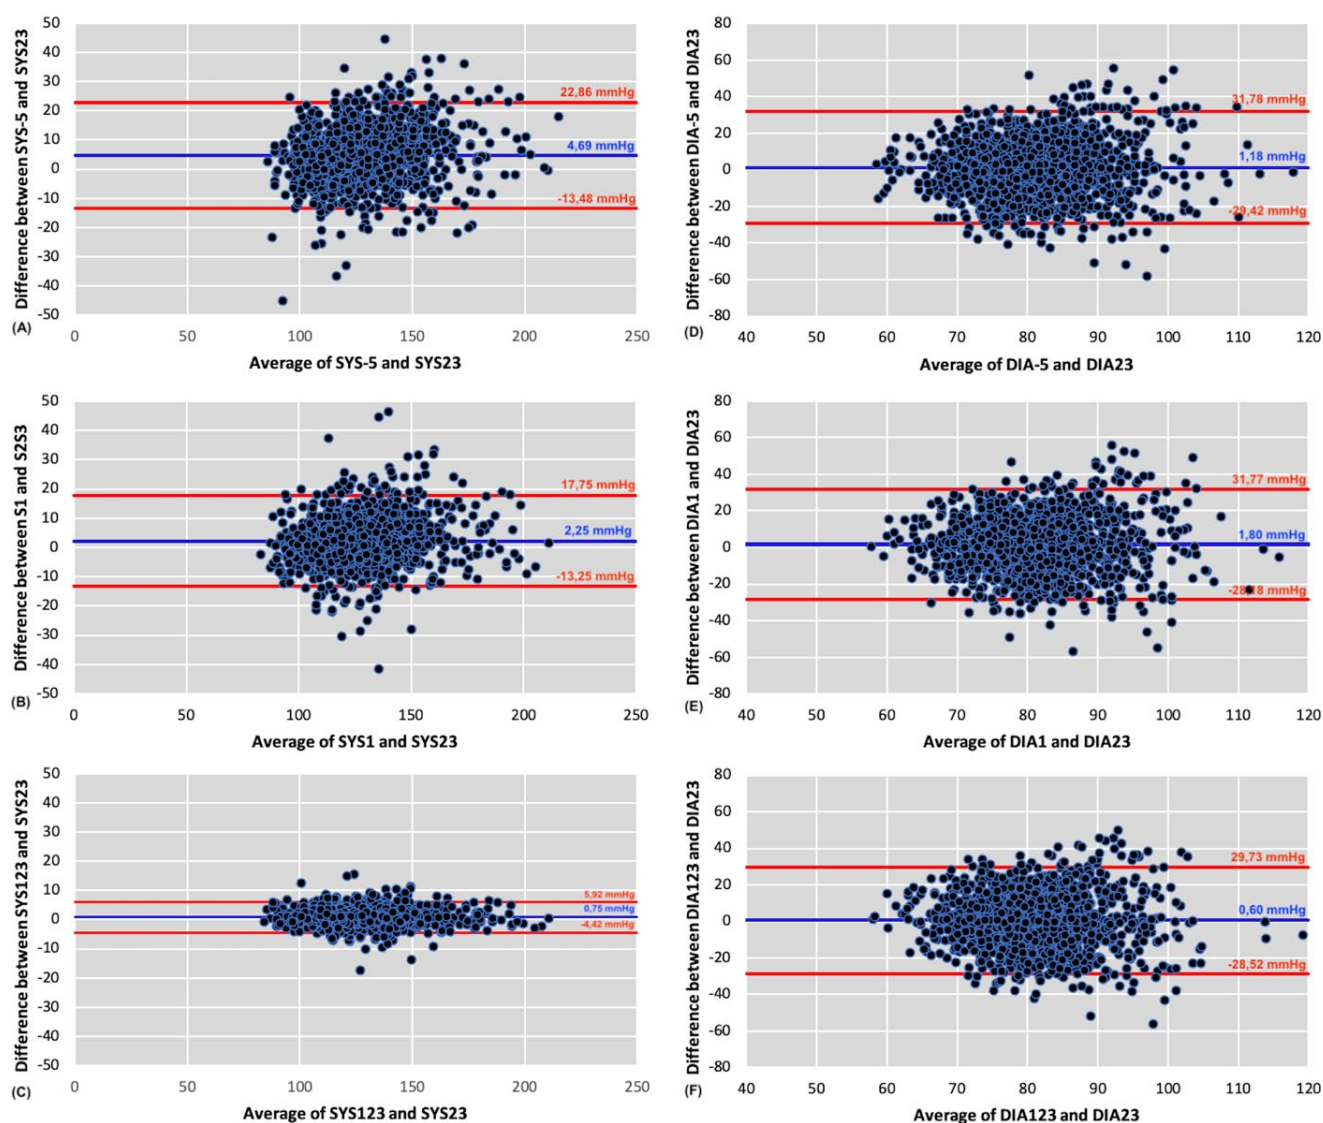 Difference between SYS-5 and SYS23
50
40
30
20
10
0
-10
-20
-30
-40
-50
22,86 mmHg
4,69 mmHg
-13,48 mmHg
(A)
0
50
100
150
200
250
Average of SYS-5 and SYS23
Difference between DIA-5 and DIA23
80
60
40
20
0
-20
-40
-60
-80
31,78 mmHg
1,18 mmHg
-29,42 mmHg
(D)
40
50
60
70
80
90
100
110
120
Average of DIA-5 and DIA23
Difference between S1 and S2S3
50
40
30
20
10
0
-10
-20
-30
-40
-50
17,75 mmHg
2,25 mmHg
-13,25 mmHg
(B)
0
50
100
150
200
250
Average of SYS1 and SYS23
Difference between DIA1 and DIA23
80
60
40
20
0
-20
-40
-60
-80
31,77 mmHg
1,80 mmHg
-28,18 mmHg
(E)
40
50
60
70
80
90
100
110
120
Average of DIA1 and DIA23
Difference between SYS123 and SYS23
50
40
30
20
10
0
-10
-20
-30
-40
-50
5,92 mmHg
0,75 mmHg
-4,42 mmHg
(C)
0
50
100
150
200
250
Average of SYS123 and SYS23
Difference between DIA123 and DIA23
80
60
40
20
0
-20
-40
-60
-80
29,73 mmHg
0,60 mmHg
-28,52 mmHg
(F)
40
50
60
70
80
90
100
110
120
Average of DIA123 and DIA23